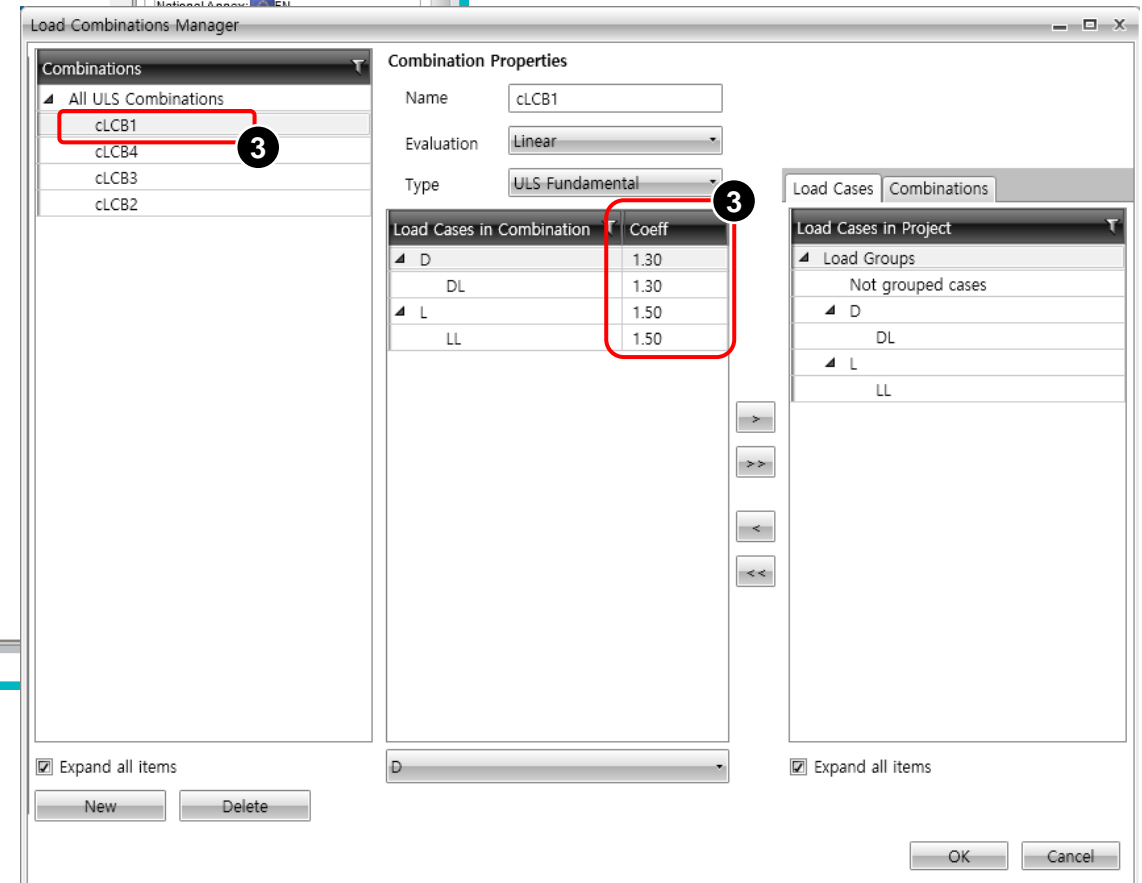 National Annex: EN
Load Combinations Manager
Combinations
All ULS Combinations
cLCB1
3
cLCB4
cLCB3
cLCB2
Expand all items
New
Delete
Combination Properties
Name
cLCB1
Evaluation
Linear
Type
ULS Fundamental
3
Load Cases in Combination
Coeff
D
1.30
DL
1.30
L
1.50
LL
1.50
D
>
>>
<
<<
Load Cases
Combinations
Load Cases in Project
Load Groups
Not grouped cases
D
DL
L
LL
Expand all items
OK
Cancel